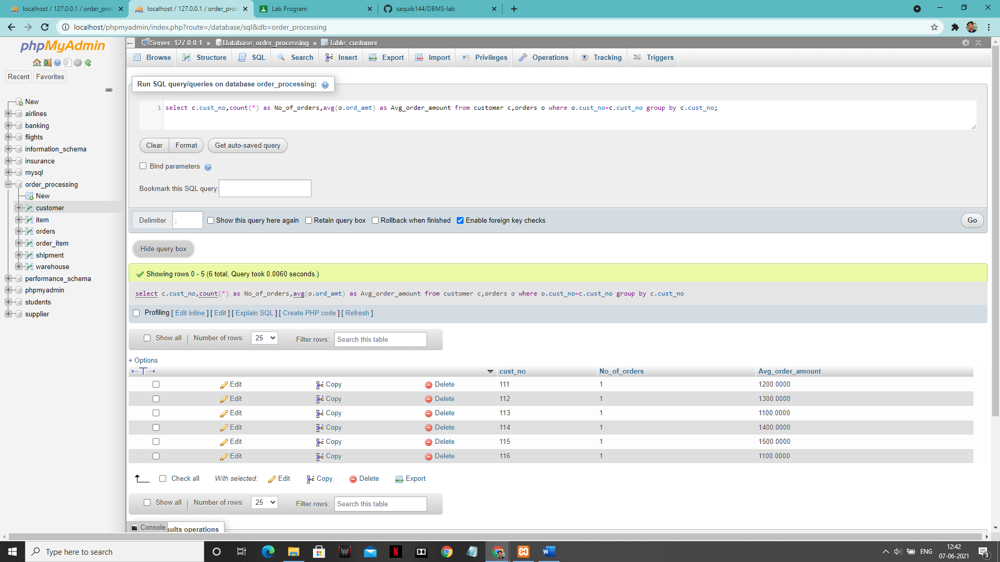 localhost / 127.0.0.1 / order_proc
localhost / 127.0.0.1 / order_proc
Lab Program
saquib144/DBMS-lab
localhost/phpmyadmin/index.php?route=/database/sql&db=order_processing
phpMyAdmin
Recent
Favorites
New
airlines
banking
flights
information_schema
insurance
mysql
order_processing
New
customer
item
orders
order_item
shipment
warehouse
performance_schema
phpmyadmin
students
supplier
Server: 127.0.0.1 » Database: order_processing » Table: customer
Browse Structure SQL Search Insert Export Import Privileges Operations Tracking Triggers
Run SQL query/queries on database order_processing:
1 select c.cust_no,count(*) as No_of_orders,avg(o.ord_amt) as Avg_order_amount from customer c,orders o where o.cust_no=c.cust_no group by c.cust_no;
Clear Format Get auto-saved query
Bind parameters
Bookmark this SQL query:
Delimiter ; Show this query here again Retain query box Rollback when finished Enable foreign key checks Go
Hide query box
Showing rows 0 - 5 (6 total, Query took 0.0060 seconds.)
select c.cust_no,count(*) as No_of_orders,avg(o.ord_amt) as Avg_order_amount from customer c,orders o where o.cust_no=c.cust_no group by c.cust_no
Profiling [ Edit inline ] [ Edit ] [ Explain SQL ] [ Create PHP code ] [ Refresh ]
Show all | Number of rows: 25 Filter rows: Search this table
+ Options
←T→ cust_no No_of_orders Avg_order_amount
Edit Copy Delete 111 1 1200.0000
Edit Copy Delete 112 1 1300.0000
Edit Copy Delete 113 1 1100.0000
Edit Copy Delete 114 1 1400.0000
Edit Copy Delete 115 1 1500.0000
Edit Copy Delete 116 1 1100.0000
Check all With selected: Edit Copy Delete Export
Show all | Number of rows: 25 Filter rows: Search this table
Console sults operations
Type here to search
ENG
12:42
07-06-2021
3